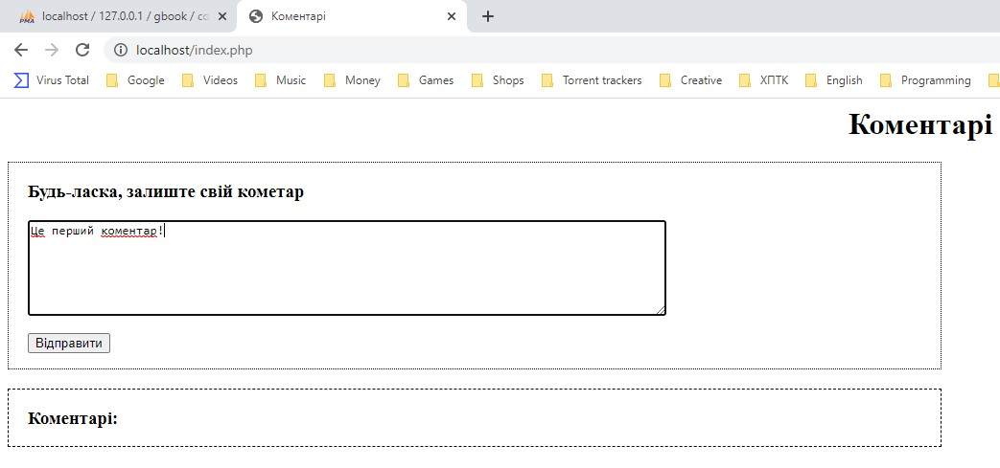 localhost / 127.0.0.1 / gbook / co
Коментарі
localhost/index.php
Virus Total Google Videos Music Money Games Shops Torrent trackers Creative ХПТК English Programming
Коментарі
Будь-ласка, залиште свій кометар
Це перший коментар!
Відправити
Коментарі: